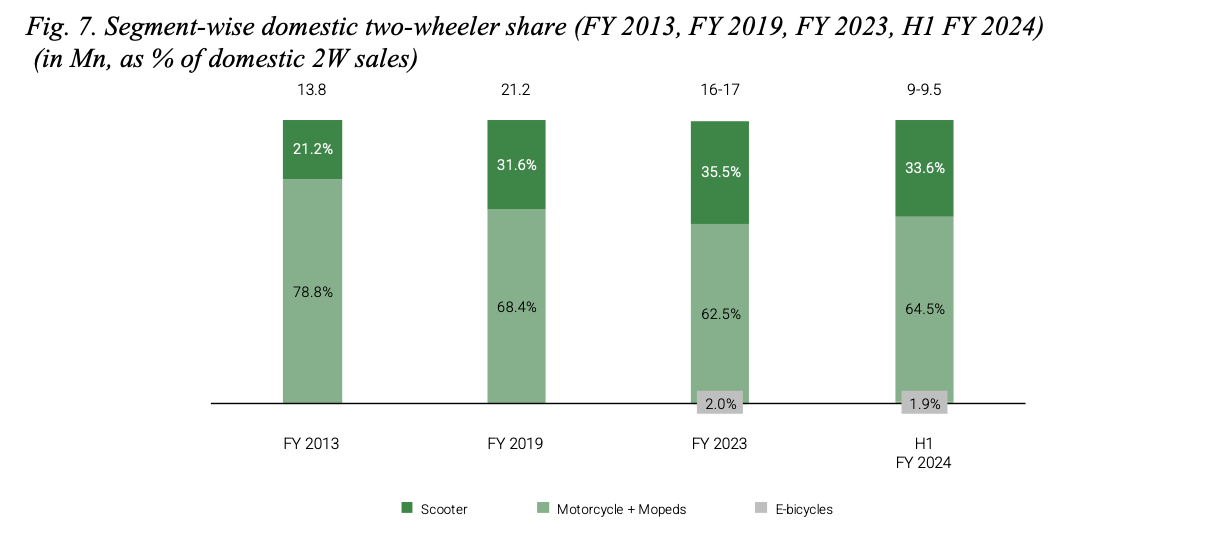 Fig. 7. Segment-wise domestic two-wheeler share (FY 2013, FY 2019, FY 2023, H1 FY 2024)
(in Mn, as % of domestic 2W sales)
13.8 21.2 16-17 9-9.5
21.2% 31.6% 35.5% 33.6%
78.8% 68.4% 62.5% 64.5%
2.0% 1.9%
FY 2013 FY 2019 FY 2023 H1
FY 2024
Scooter Motorcycle + Mopeds E-bicycles